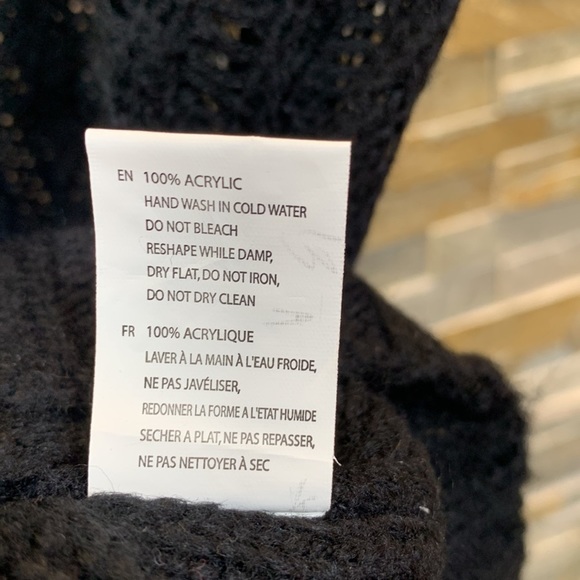 EN 100% ACRYLIC
HAND WASH IN COLD WATER
DO NOT BLEACH
RESHAPE WHILE DAMP,
DRY FLAT, DO NOT IRON,
DO NOT DRY CLEAN
FR 100% ACRYLIQUE
LAVER À LA MAIN À L'EAU FROIDE,
NE PAS JAVÉLISER,
REDONNER LA FORME A L'ETAT HUMIDE
SECHER A PLAT, NE PAS REPASSER,
NE PAS NETTOYER À SEC